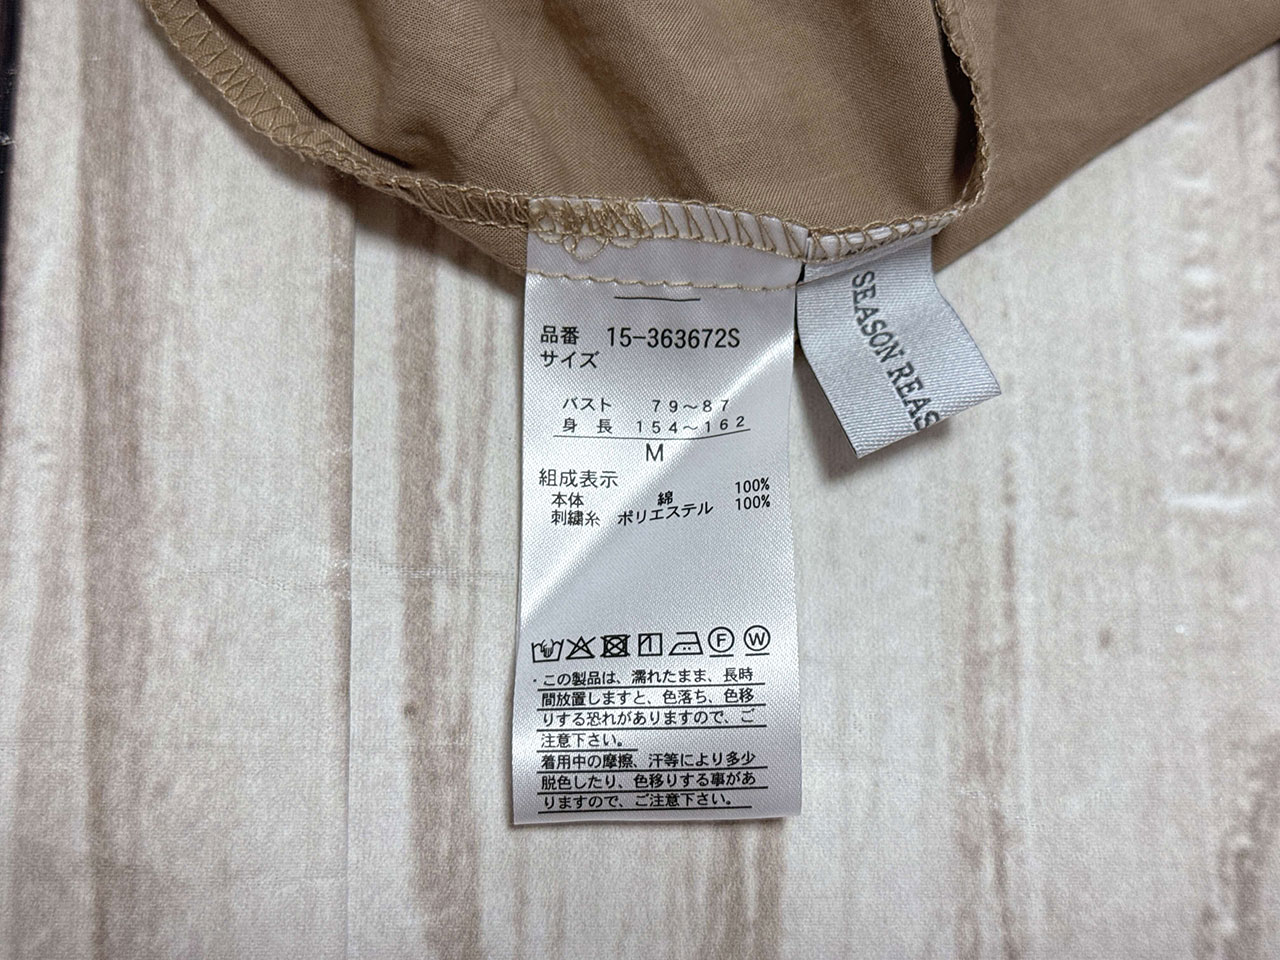 品番 15-363672S
サイズ
バスト 79~87
身長 154~162
M
組成表示
本体 綿 100%
刺繍糸 ポリエステル 100%
F W
・この製品は、濡れたまま、長時
間放置しますと、色落ち、色移
りする恐れがありますので、ご
注意下さい。
着用中の摩擦、汗等により多少
脱色したり、色移りする事があ
りますので、ご注意下さい。
SEASON REAS